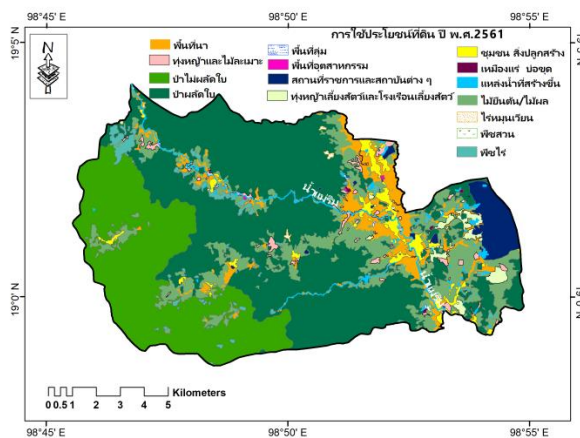 98°45' E 98°50' E 98°55' E
การใช้ประโยชน์ที่ดิน ปี พ.ศ.2561
19°5' N
N
พื้นที่นา
ทุ่งหญ้าและไม้ละเมาะ
ป่าไม่ผลัดใบ
ป่าผลัดใบ
พื้นที่ลุ่ม
พื้นที่อุตสาหกรรม
สถานที่ราชการและสถาบันต่าง ๆ
ทุ่งหญ้าเลี้ยงสัตว์และโรงเรือนเลี้ยงสัตว์
ชุมชน สิ่งปลูกสร้าง
เหมืองแร่ บ่อขุด
แหล่งน้ำที่สร้างขึ้น
ไม้ยืนต้น/ไม้ผล
ไร่หมุนเวียน
พืชสวน
พืชไร่
19°5' N
19°0' N
19°0' N
Kilometers
0 0.5 1 2 3 4 5
98°45' E 98°50' E 98°55' E